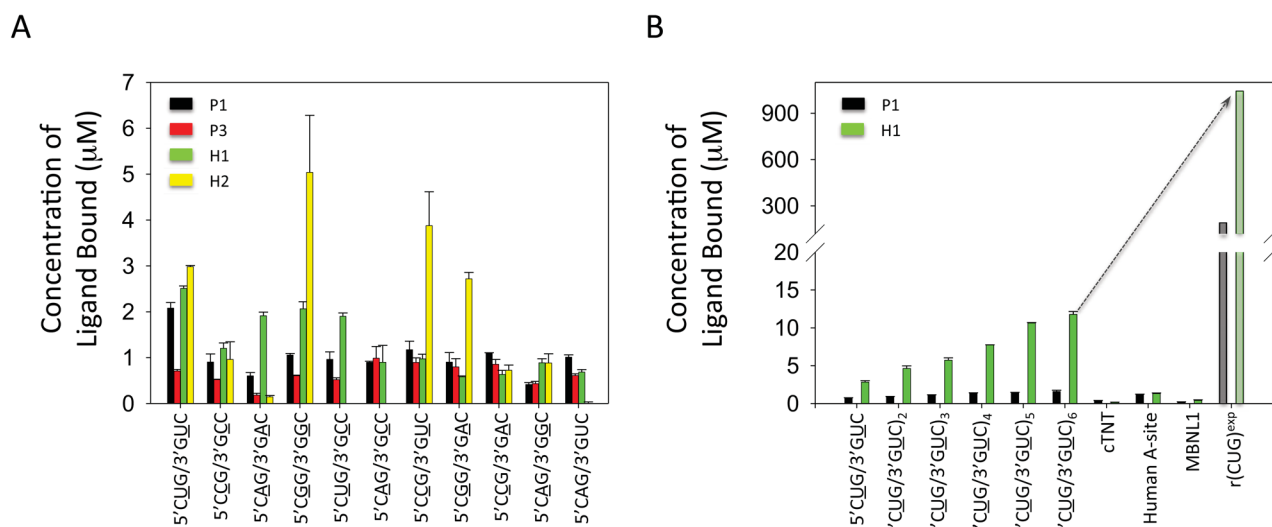 A
Concentration of
Ligand Bound (μM)
7
6
5
4
3
2
1
0
P1
P3
H1
H2
5'CUG/3'GUC
5'CCG/3'GCC
5'CAG/3'GAC
5'CGG/3'GGC
5'CUG/3'GCC
5'CAG/3'GCC
5'CCG/3'GUC
5'CGG/3'GAC
5'CCG/3'GAC
5'CAG/3'GGC
5'CAG/3'GUC
B
Concentration of
Ligand Bound (μM)
900
600
300
20
15
10
5
0
P1
H1
5'CUG/3'GUC
'CUG/3'GUC)₂
'CUG/3'GUC)₃
'CUG/3'GUC)₄
'CUG/3'GUC)₅
'CUG/3'GUC)₆
cTNT
Human A-site
MBNL1
r(CUG)ᵉˣᵖ